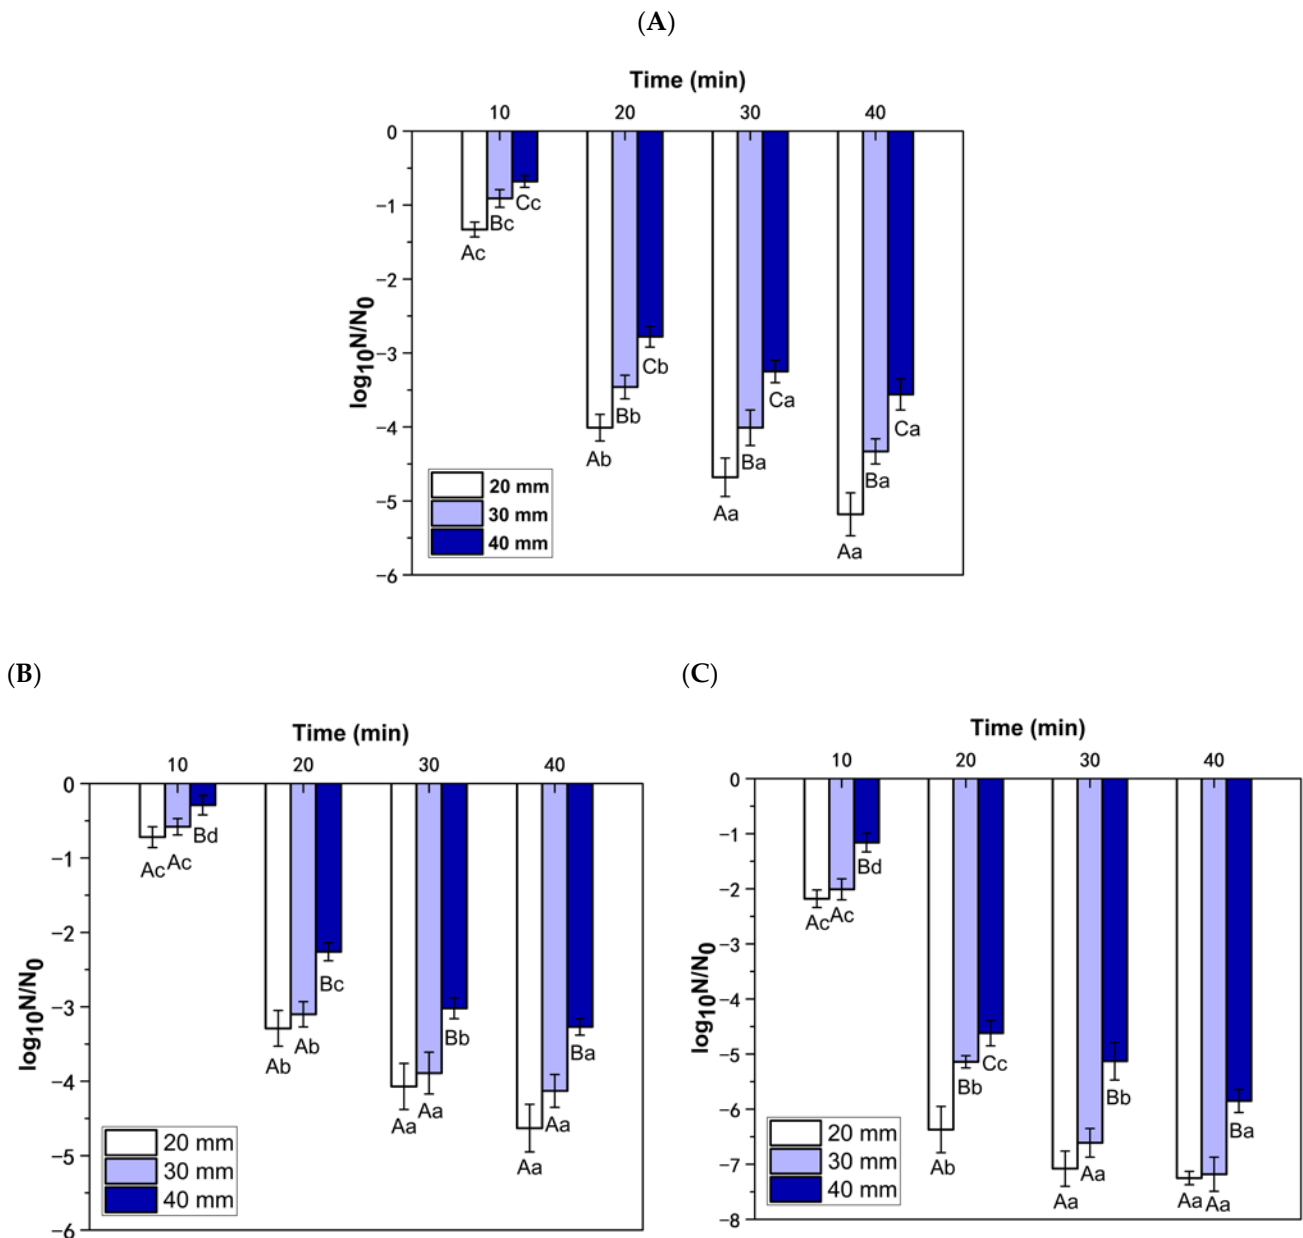 (A)
Time (min)
10 20 30 40
0
−1
−2
−3
−4
−5
−6
log10N/N0
Ac Bc Cc
Ab Bb Cb
Aa Ba Ca
Aa Ba Ca
20 mm
30 mm
40 mm
(B)
Time (min)
10 20 30 40
0
−1
−2
−3
−4
−5
−6
log10N/N0
Ac Ac Bd
Ab Ab Bc
Aa Aa Bb
Aa Aa Ba
20 mm
30 mm
40 mm
(C)
Time (min)
10 20 30 40
0
−1
−2
−3
−4
−5
−6
−7
−8
log10N/N0
Ac Ac Bd
Ab Bb Cc
Aa Aa Bb
Aa Aa Ba
20 mm
30 mm
40 mm